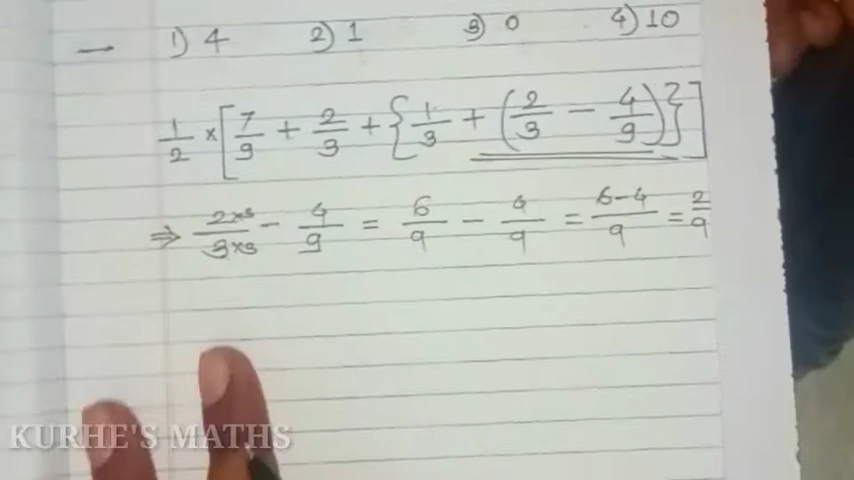 — 1) 4 2) 1 3) 0 4) 10
1/2 × [7/9 + 2/3 + {1/3 + (2/3 − 4/9)}]
⇒ 2×3/3×3 − 4/9 = 6/9 − 4/9 = 6−4/9 = 2/9
KURHE'S MATHS